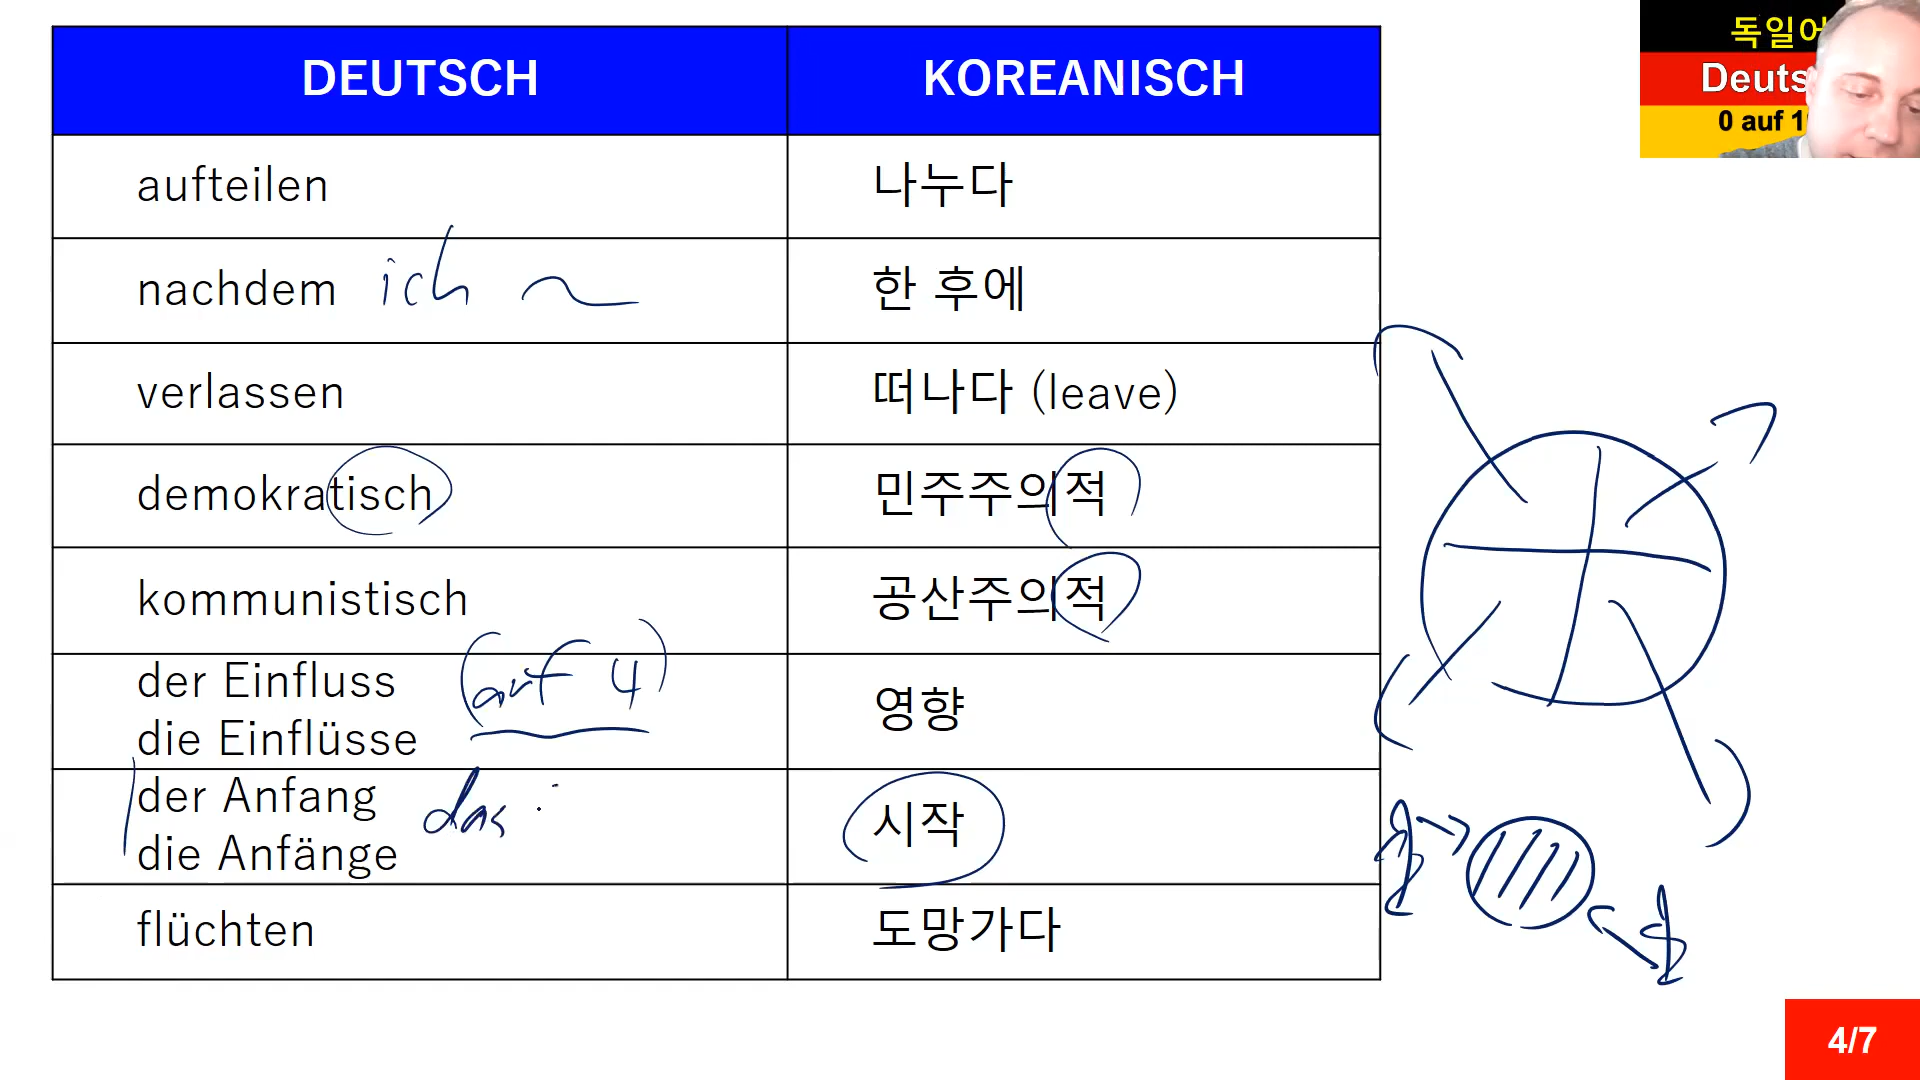 DEUTSCH KOREANISCH
aufteilen 나누다
nachdem ich 한 후에
verlassen 떠나다 (leave)
demokratisch 민주주의적
kommunistisch 공산주의적
der Einfluss (auf 4)
die Einflüsse 영향
der Anfang das
die Anfänge 시작
flüchten 도망가다
독일어
Deuts
0 auf 1
4/7